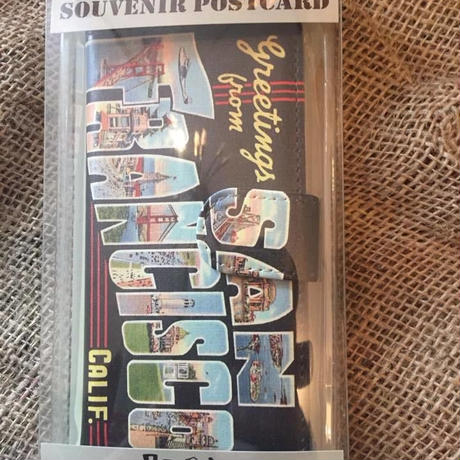 SOUVENIR POSTCARD
Greetings
from
SAN
FRANCISCO
CALIF.